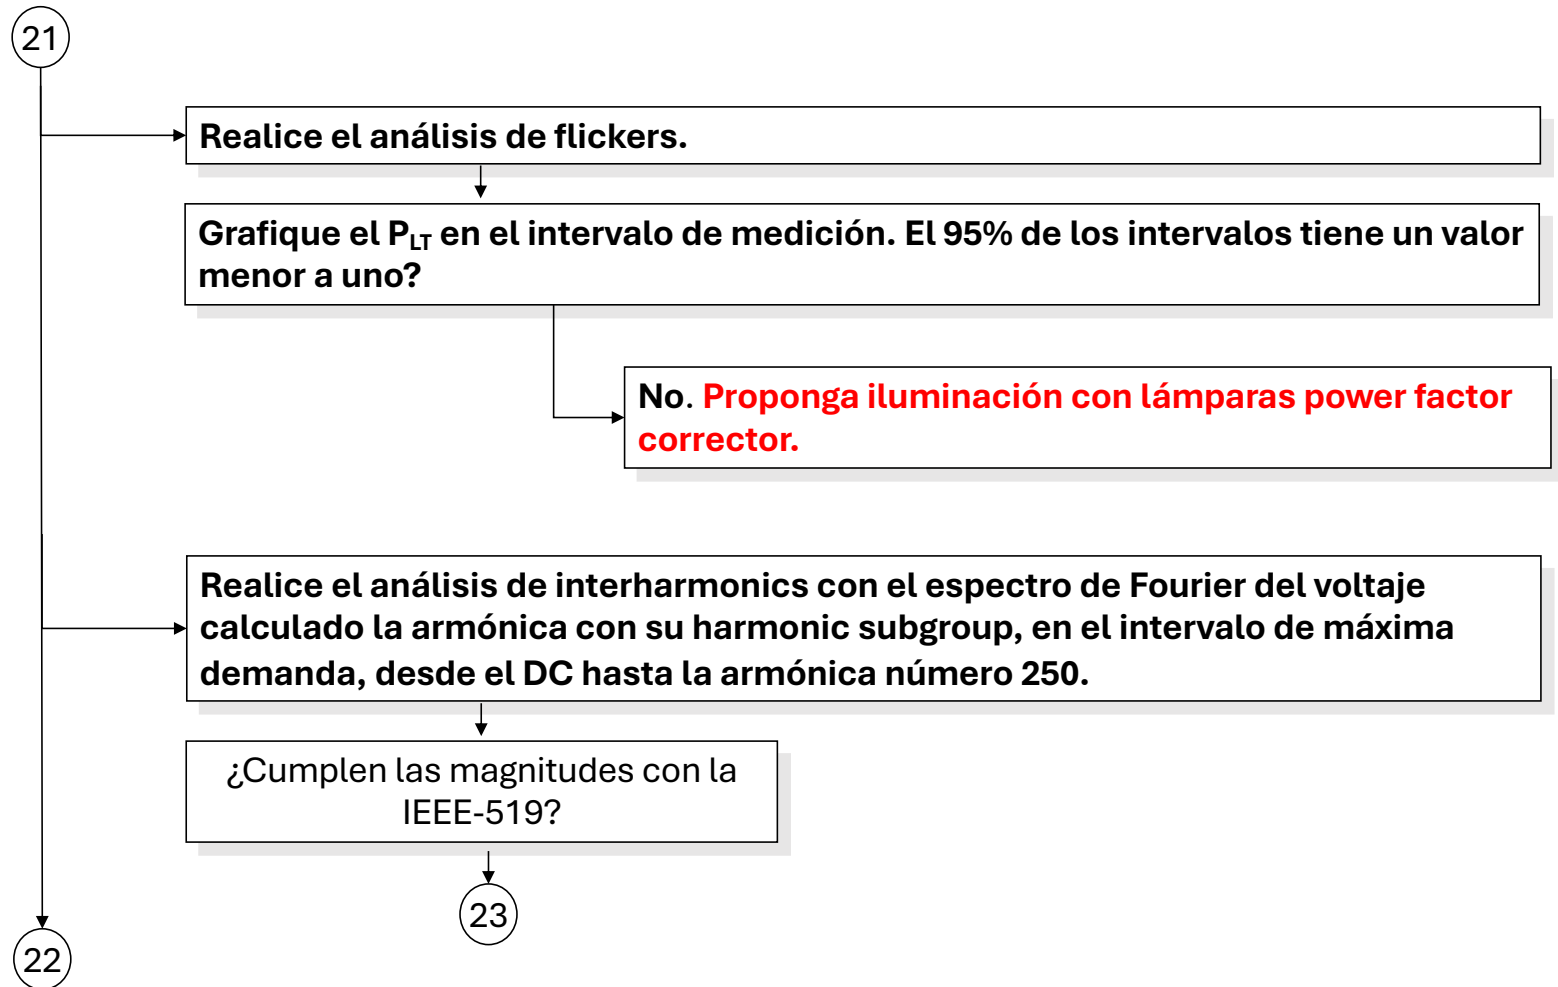 21
Realice el análisis de flickers.
Grafique el PLT en el intervalo de medición. El 95% de los intervalos tiene un valor
menor a uno?
No. Proponga iluminación con lámparas power factor
corrector.
Realice el análisis de interharmonics con el espectro de Fourier del voltaje
calculado la armónica con su harmonic subgroup, en el intervalo de máxima
demanda, desde el DC hasta la armónica número 250.
¿Cumplen las magnitudes con la
IEEE-519?
23
22